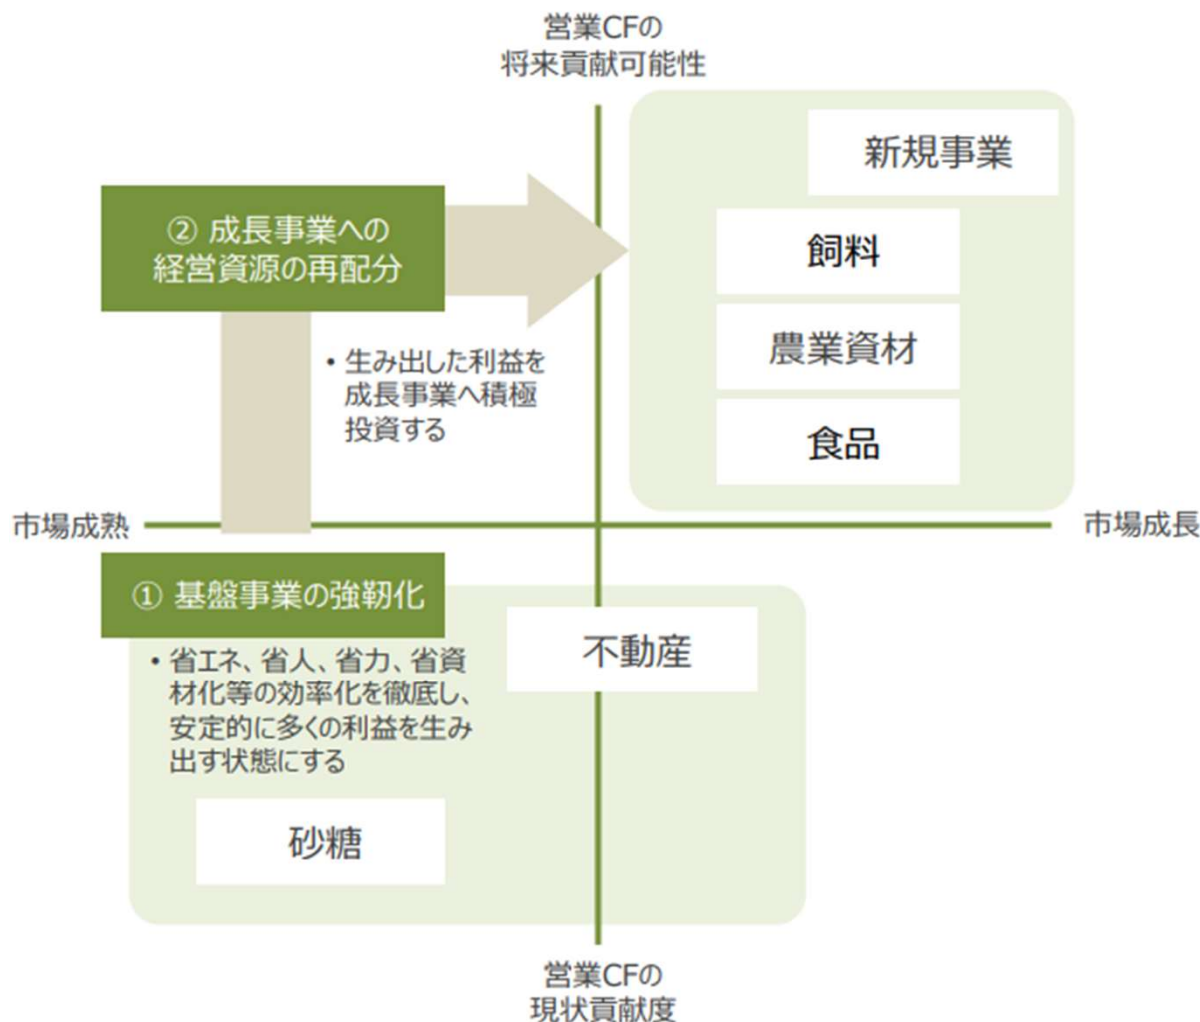 営業CFの
将来貢献可能性
新規事業
② 成長事業への
経営資源の再配分
飼料
・生み出した利益を
成長事業へ積極
投資する
農業資材
食品
市場成熟
市場成長
① 基盤事業の強靭化
不動産
・省エネ、省人、省力、省資
材化等の効率化を徹底し、
安定的に多くの利益を生み
出す状態にする
砂糖
営業CFの
現状貢献度